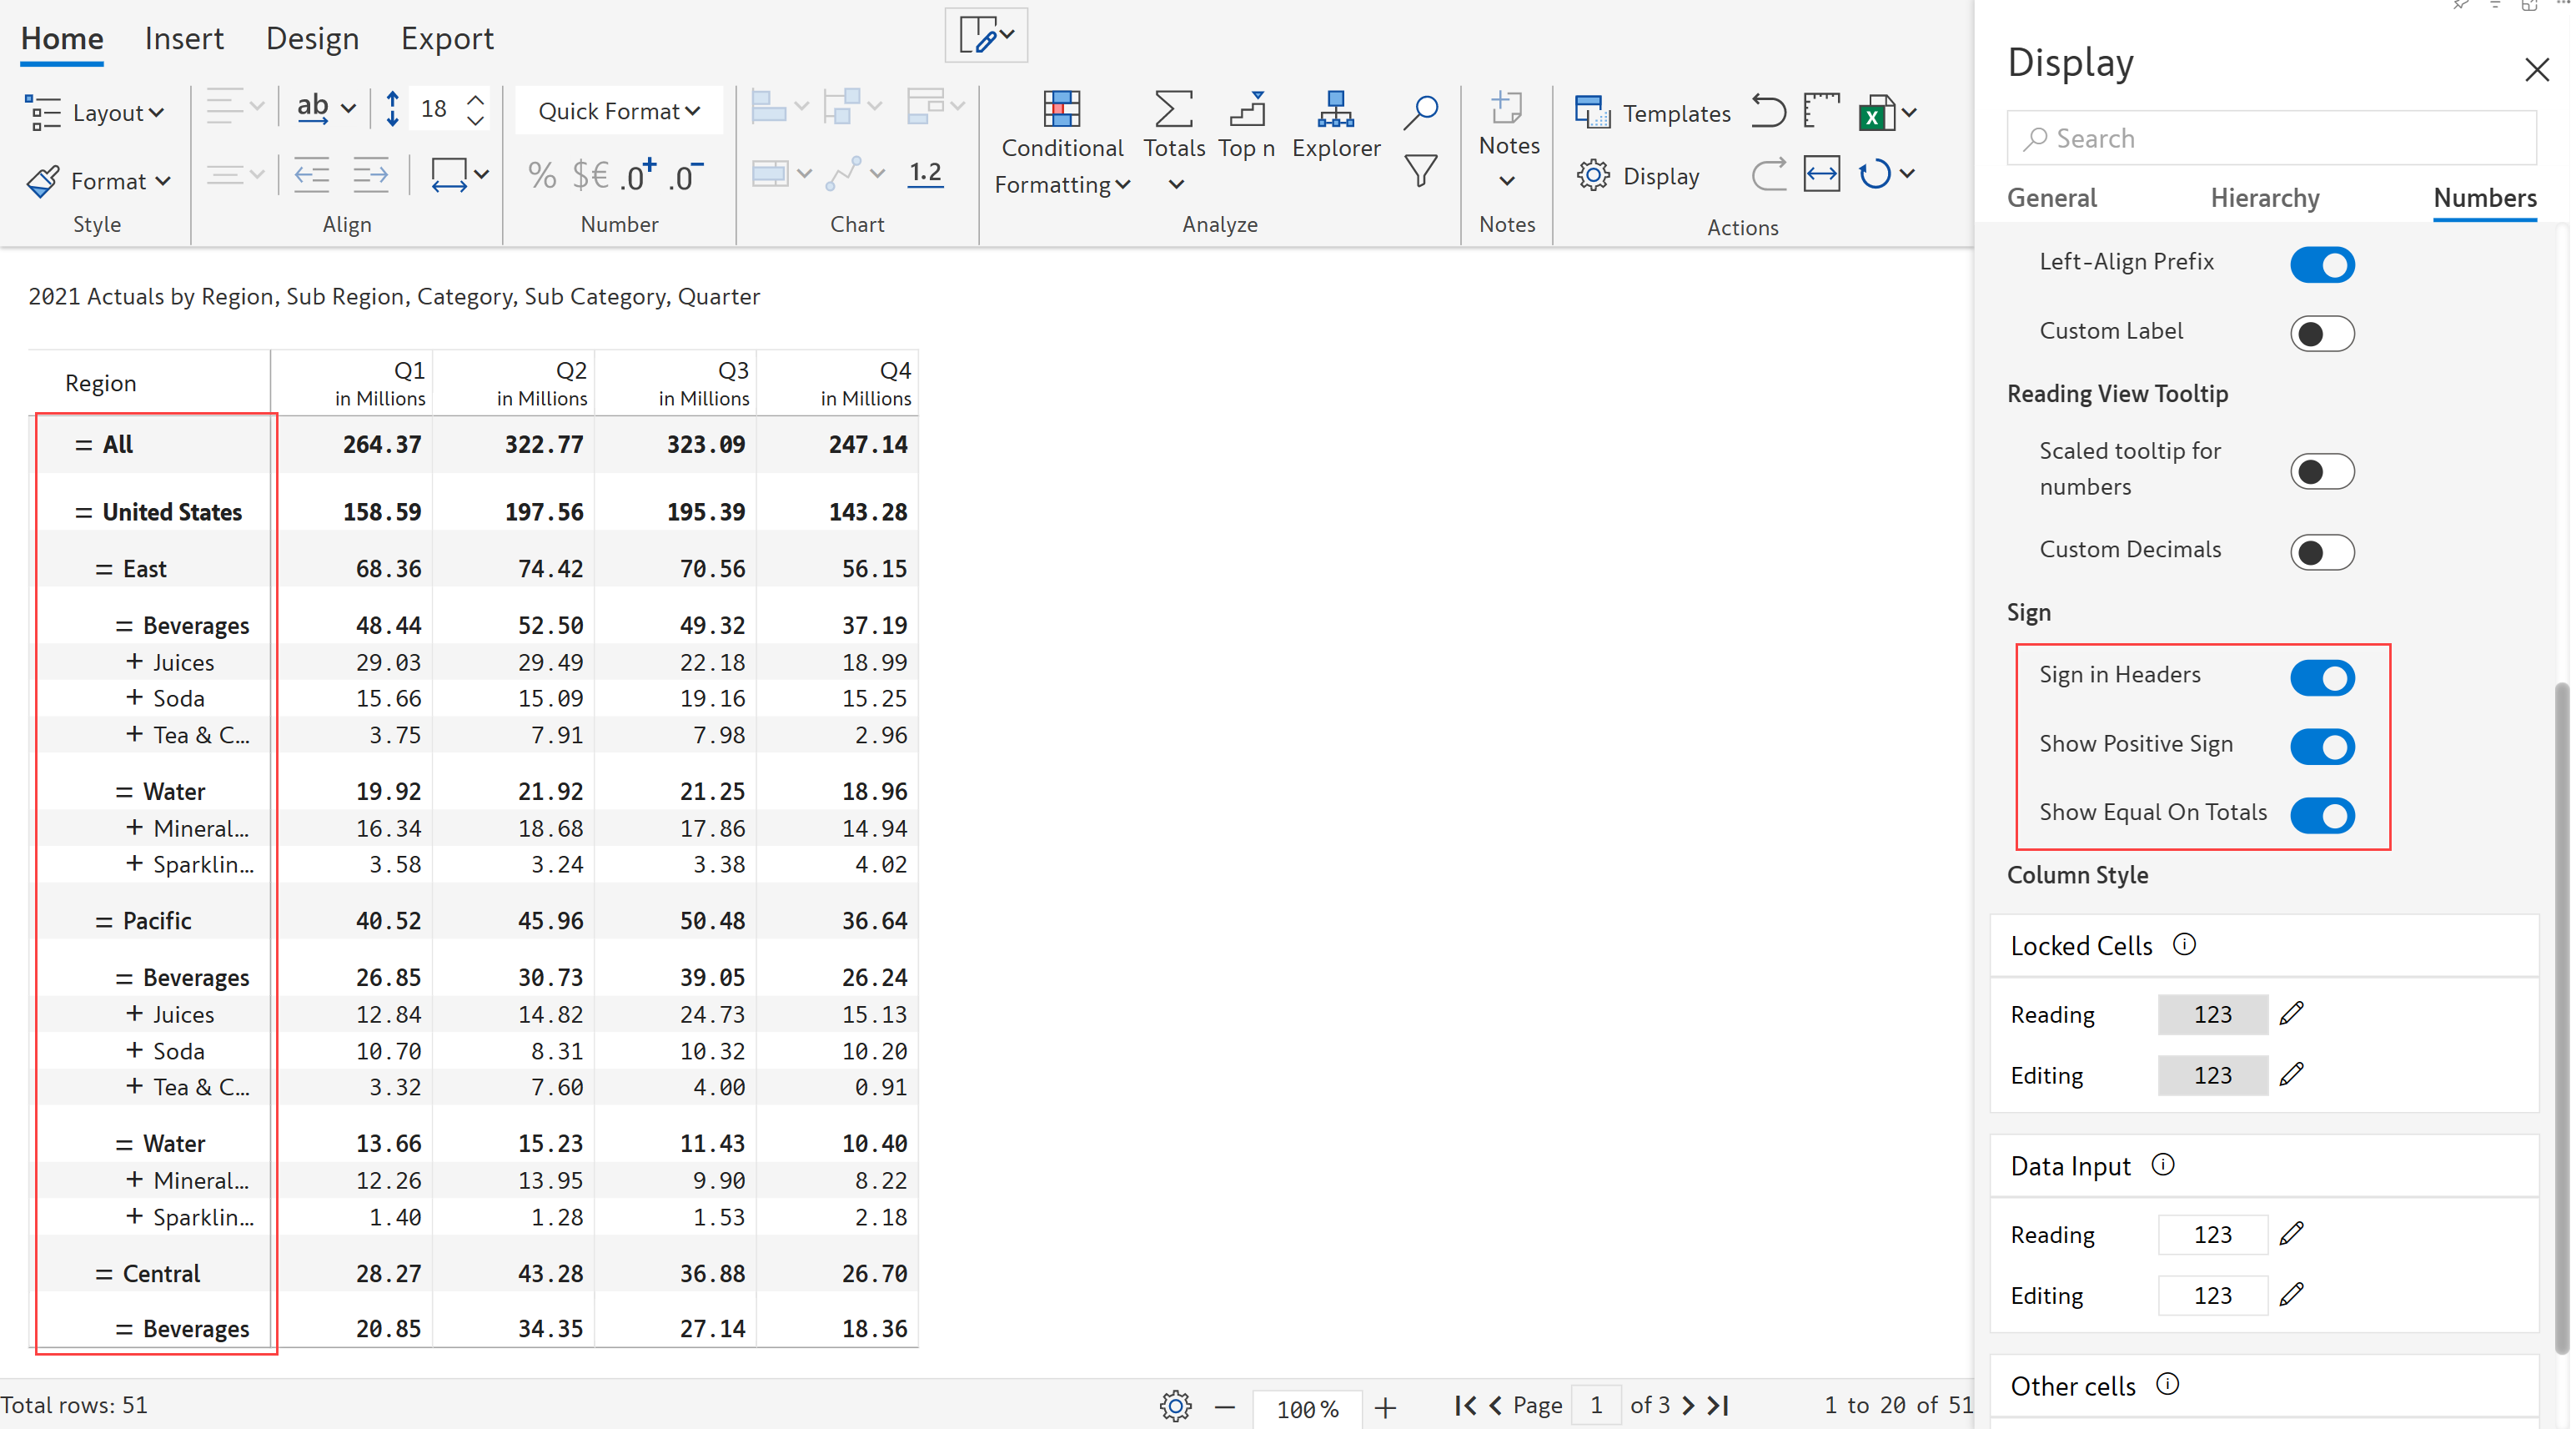 Home Insert Design Export
Layout ab 18 Quick Format
Format % $€ .0+ .0- 1.2
Conditional Formatting Totals Top n Explorer
Notes
Templates
Display
Style Align Number Chart Analyze Notes Actions
2021 Actuals by Region, Sub Region, Category, Sub Category, Quarter
Region Q1 Q2 Q3 Q4
in Millions in Millions in Millions in Millions
= All 264.37 322.77 323.09 247.14
= United States 158.59 197.56 195.39 143.28
= East 68.36 74.42 70.56 56.15
= Beverages 48.44 52.50 49.32 37.19
+ Juices 29.03 29.49 22.18 18.99
+ Soda 15.66 15.09 19.16 15.25
+ Tea & C... 3.75 7.91 7.98 2.96
= Water 19.92 21.92 21.25 18.96
+ Mineral... 16.34 18.68 17.86 14.94
+ Sparklin... 3.58 3.24 3.38 4.02
= Pacific 40.52 45.96 50.48 36.64
= Beverages 26.85 30.73 39.05 26.24
+ Juices 12.84 14.82 24.73 15.13
+ Soda 10.70 8.31 10.32 10.20
+ Tea & C... 3.32 7.60 4.00 0.91
= Water 13.66 15.23 11.43 10.40
+ Mineral... 12.26 13.95 9.90 8.22
+ Sparklin... 1.40 1.28 1.53 2.18
= Central 28.27 43.28 36.88 26.70
= Beverages 20.85 34.35 27.14 18.36
Total rows: 51
100 %
Page 1 of 3
1 to 20 of 51
Display
Search
General Hierarchy Numbers
Left-Align Prefix
Custom Label
Reading View Tooltip
Scaled tooltip for
numbers
Custom Decimals
Sign
Sign in Headers
Show Positive Sign
Show Equal On Totals
Column Style
Locked Cells
Reading 123
Editing 123
Data Input
Reading 123
Editing 123
Other cells